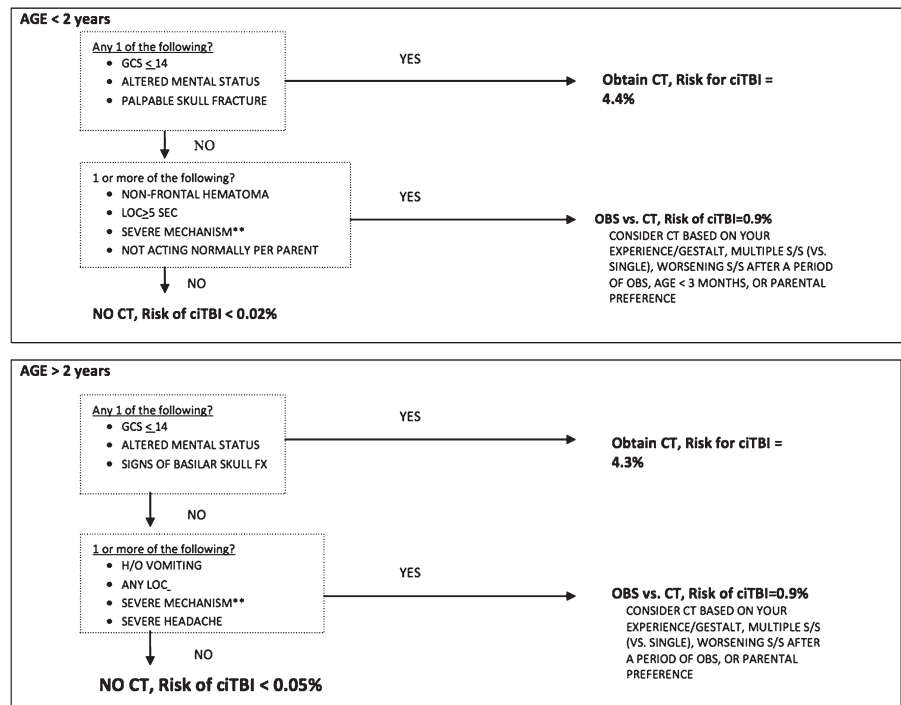 AGE < 2 years
Any 1 of the following?
• GCS ≤ 14
• ALTERED MENTAL STATUS
• PALPABLE SKULL FRACTURE
YES
Obtain CT, Risk for ciTBI =
4.4%
NO
1 or more of the following?
• NON-FRONTAL HEMATOMA
• LOC≥5 SEC
• SEVERE MECHANISM**
• NOT ACTING NORMALLY PER PARENT
YES
OBS vs. CT, Risk of ciTBI=0.9%
CONSIDER CT BASED ON YOUR
EXPERIENCE/GESTALT, MULTIPLE S/S (VS.
SINGLE), WORSENING S/S AFTER A PERIOD
OF OBS, AGE < 3 MONTHS, OR PARENTAL
PREFERENCE
NO
NO CT, Risk of ciTBI < 0.02%
AGE > 2 years
Any 1 of the following?
• GCS ≤ 14
• ALTERED MENTAL STATUS
• SIGNS OF BASILAR SKULL FX
YES
Obtain CT, Risk for ciTBI =
4.3%
NO
1 or more of the following?
• H/O VOMITING
• ANY LOC
• SEVERE MECHANISM**
• SEVERE HEADACHE
YES
OBS vs. CT, Risk of ciTBI=0.9%
CONSIDER CT BASED ON YOUR
EXPERIENCE/GESTALT, MULTIPLE S/S
(VS. SINGLE), WORSENING S/S AFTER
A PERIOD OF OBS, OR PARENTAL
PREFERENCE
NO
NO CT, Risk of ciTBI < 0.05%